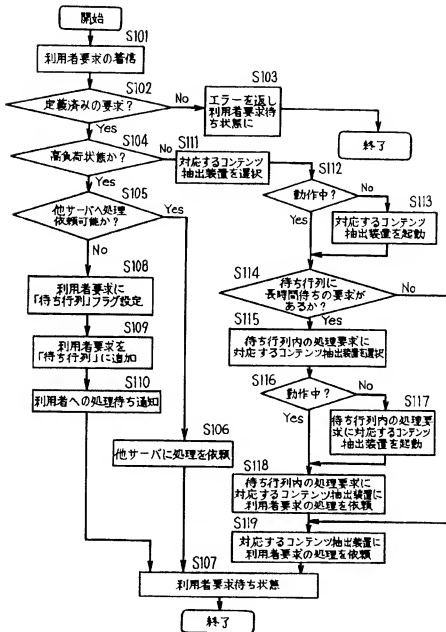 開始
S101
利用者要求の着信
S102
定義済みの要求?
No
Yes
S103
エラーを返し
利用者要求待
ち状態に
終了
S104
高負荷状態か?
No
Yes
S111
対応するコンテンツ
抽出装置を選択
S105
他サーバへ処理
依頼可能か?
Yes
No
S112
動作中?
No
Yes
S113
対応するコンテンツ
抽出装置を起動
S108
利用者要求に
「待ち行列」フラグ設定
S109
利用者要求を
「待ち行列」に追加
S110
利用者への処理待ち通知
S114
待ち行列に
長時間待ちの要求が
あるか?
No
Yes
S115
待ち行列内の処理要求に
対応するコンテンツ抽出装置を選択
S116
動作中?
No
Yes
S117
待ち行列内の処理要
求に対応するコンテンツ
抽出装置を起動
S106
他サーバに処理を依頼
S118
待ち行列内の処理要求に
対応するコンテンツ抽出装置に
利用者要求の処理を依頼
S119
対応するコンテンツ抽出装置に
利用者要求の処理を依頼
S107
利用者要求待ち状態
終了